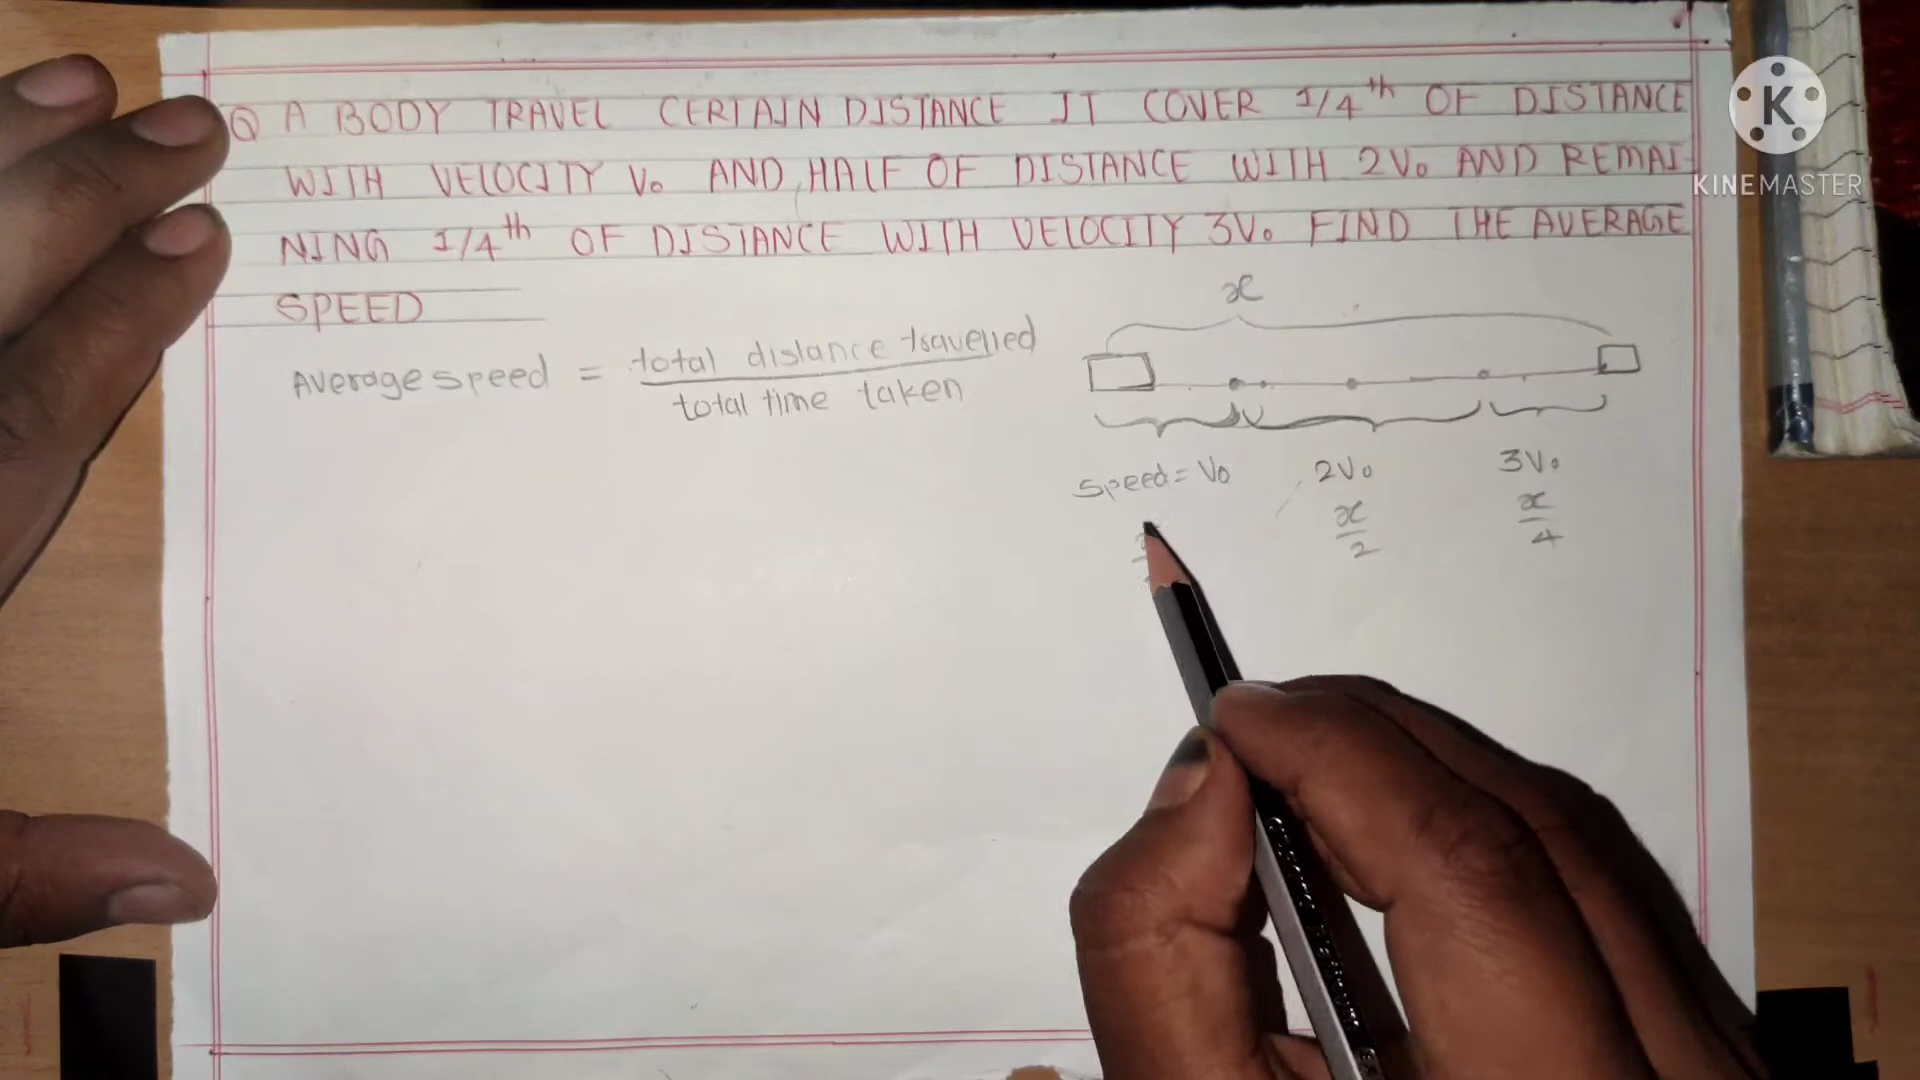 Q A BODY TRAVEL CERTAIN DISTANCE IT COVER 1/4th OF DISTANCE
WITH VELOCITY V₀ AND HALF OF DISTANCE WITH 2V₀ AND REMAI
NING 1/4th OF DISTANCE WITH VELOCITY 3V₀ FIND THE AVERAGE
SPEED
K
KINEMASTER
Average speed = total distance travelled
total time taken
x
speed = V₀ 2V₀ 3V₀
x/2 x/4